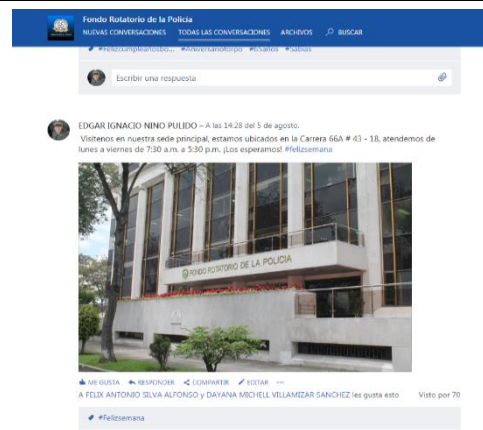 Fondo Rotatorio de la Policía
NUEVAS CONVERSACIONES TODAS LAS CONVERSACIONES ARCHIVOS BUSCAR
#Felizcumpleañosbo... #AniversarioForpo #65años #Sabías
Escribir una respuesta
EDGAR IGNACIO NINO PULIDO – A las 14:28 del 5 de agosto.
Visítenos en nuestra sede principal, estamos ubicados en la Carrera 66A # 43 - 18, atendemos de
lunes a viernes de 7:30 a.m. a 5:30 p.m. ¡Los esperamos! #felizsemana
FONDO ROTATORIO DE LA POLICIA
ME GUSTA RESPONDER COMPARTIR EDITAR ...
A FELIX ANTONIO SILVA ALFONSO y DAYANA MICHELL VILLAMIZAR SANCHEZ les gusta esto Visto por 70
#Felizsemana